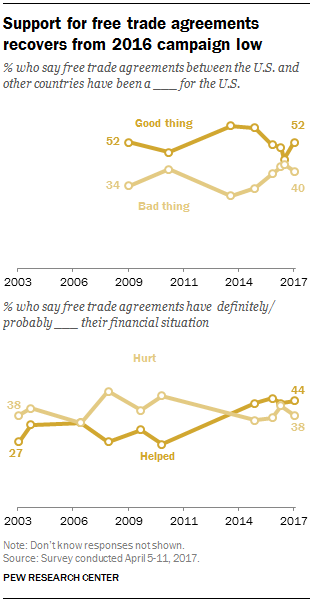 Support for free trade agreements
recovers from 2016 campaign low
% who say free trade agreements between the U.S. and
other countries have been a ___ for the U.S.
Good thing
52
52
34
40
Bad thing
2003 2006 2009 2011 2014 2017
% who say free trade agreements have definitely/
probably ___ their financial situation
Hurt
38
44
27
38
Helped
2003 2006 2009 2011 2014 2017
Note: Don't know responses not shown.
Source: Survey conducted April 5-11, 2017.
PEW RESEARCH CENTER